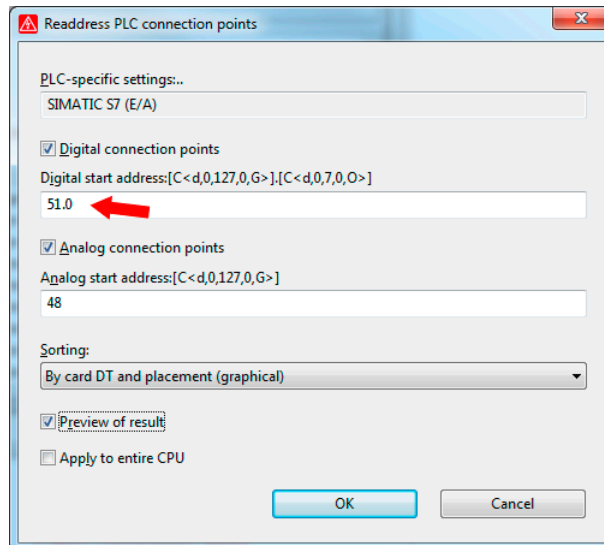 Readdress PLC connection points
PLC-specific settings:..
SIMATIC S7 (E/A)
Digital connection points
Digital start address:[C<d,0,127,0,G>].[C<d,0,7,0,O>]
51.0
Analog connection points
Analog start address:[C<d,0,127,0,G>]
48
Sorting:
By card DT and placement (graphical)
Preview of result
Apply to entire CPU
OK Cancel